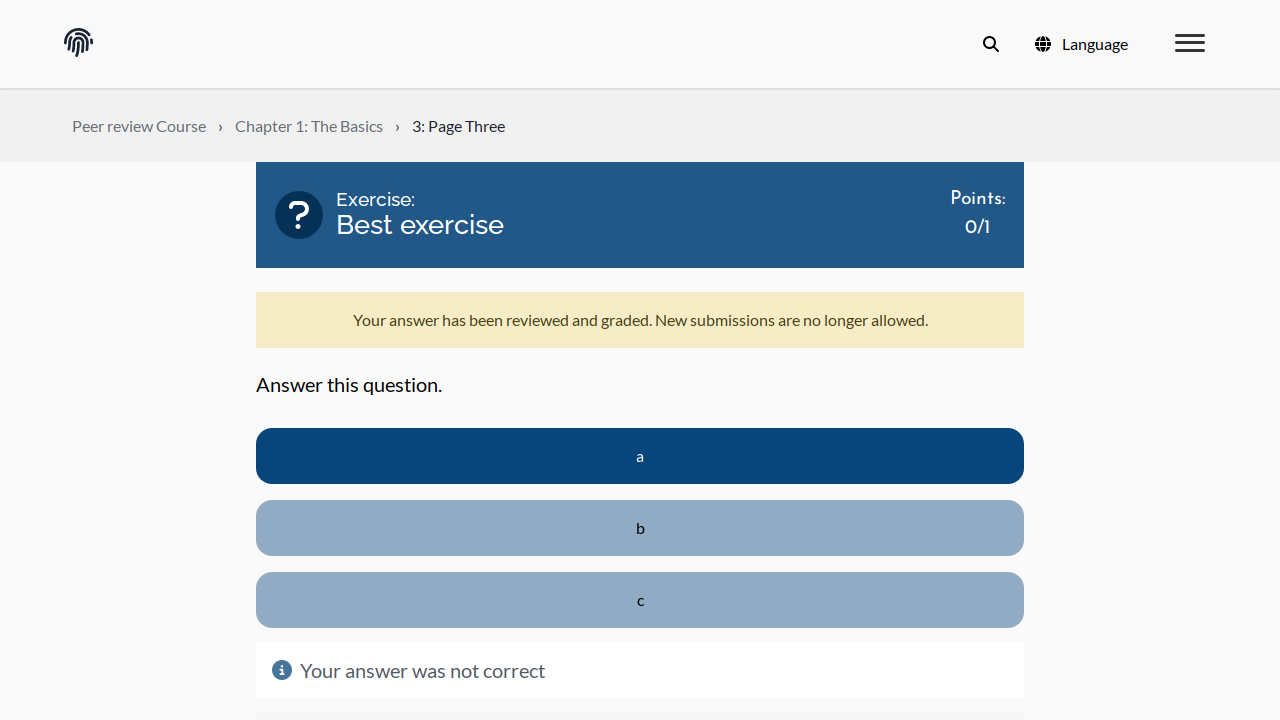 Language
Peer review Course › Chapter 1: The Basics › 3: Page Three
Exercise:
Best exercise
Points:
0/1
Your answer has been reviewed and graded. New submissions are no longer allowed.
Answer this question.
a
b
c
Your answer was not correct